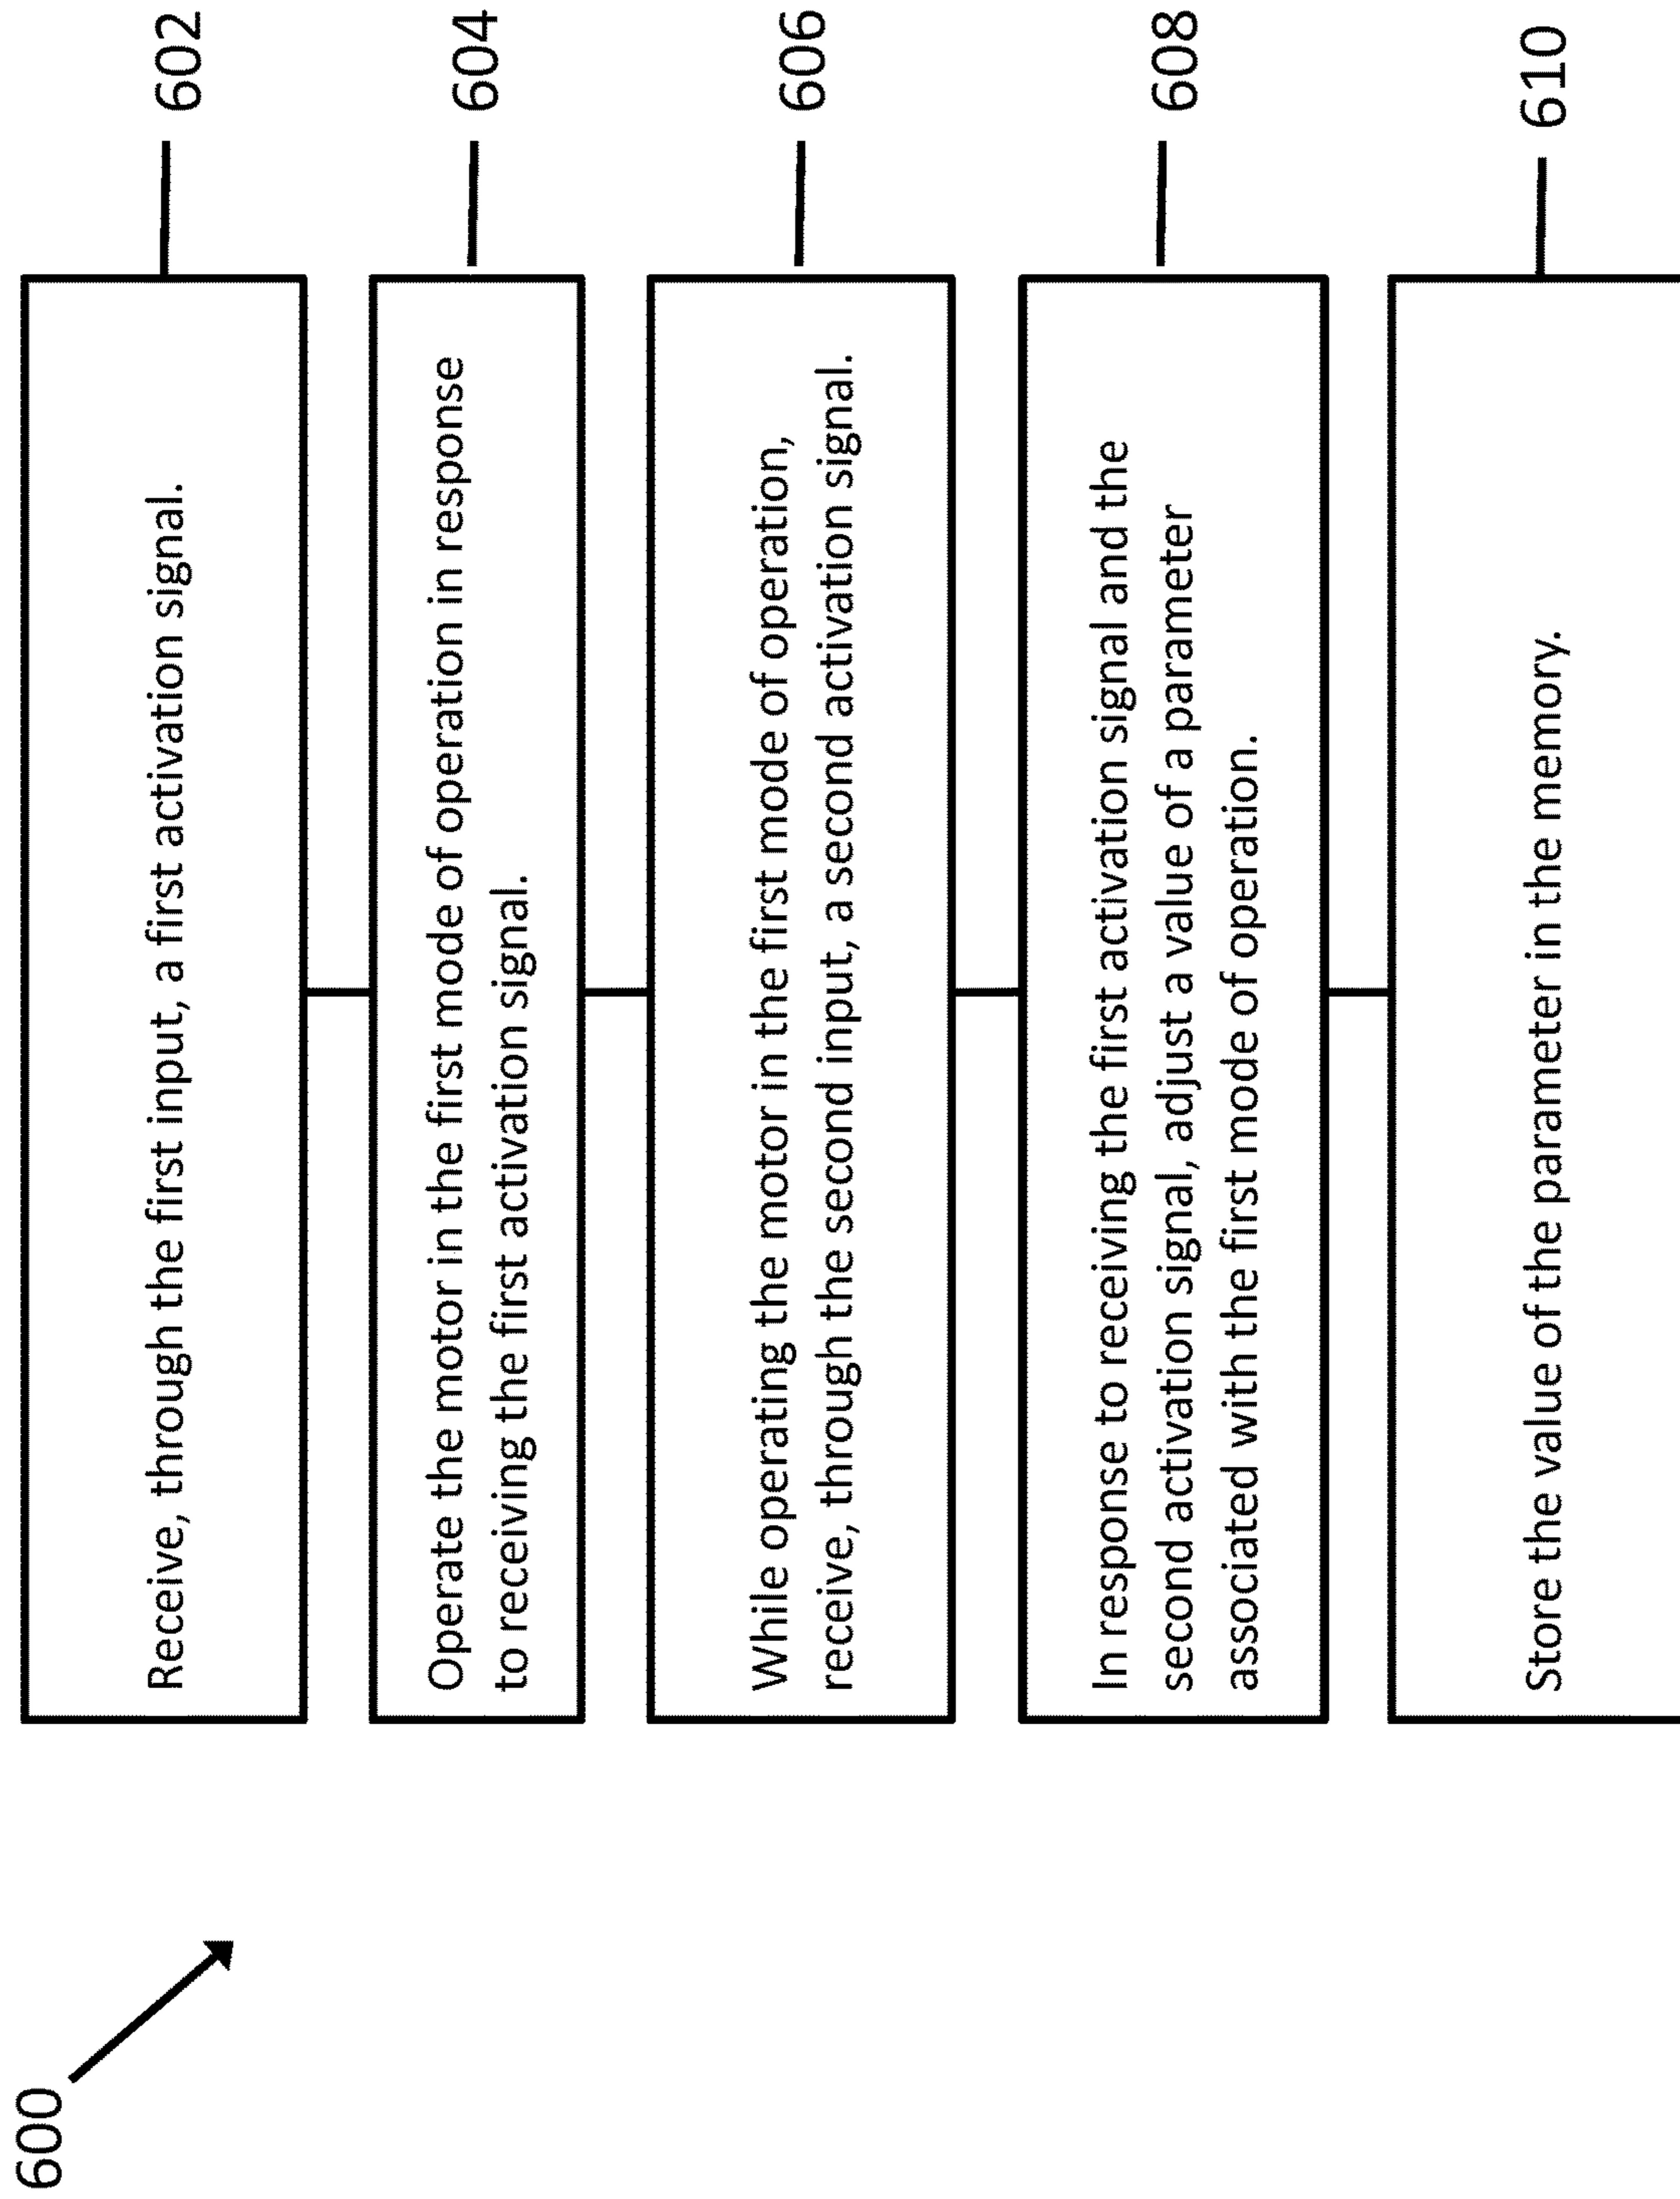 600
Receive, through the first input, a first activation signal.
602
Operate the motor in the first mode of operation in response
to receiving the first activation signal.
604
While operating the motor in the first mode of operation,
receive, through the second input, a second activation signal.
606
In response to receiving the first activation signal and the
second activation signal, adjust a value of a parameter
associated with the first mode of operation.
608
Store the value of the parameter in the memory.
610